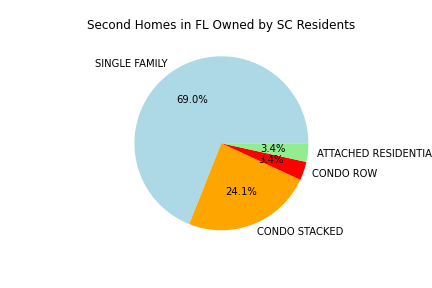 Second Homes in FL Owned by SC Residents
SINGLE FAMILY
69.0%
3.4%
ATTACHED RESIDENTIA
3.4%
CONDO ROW
24.1%
CONDO STACKED